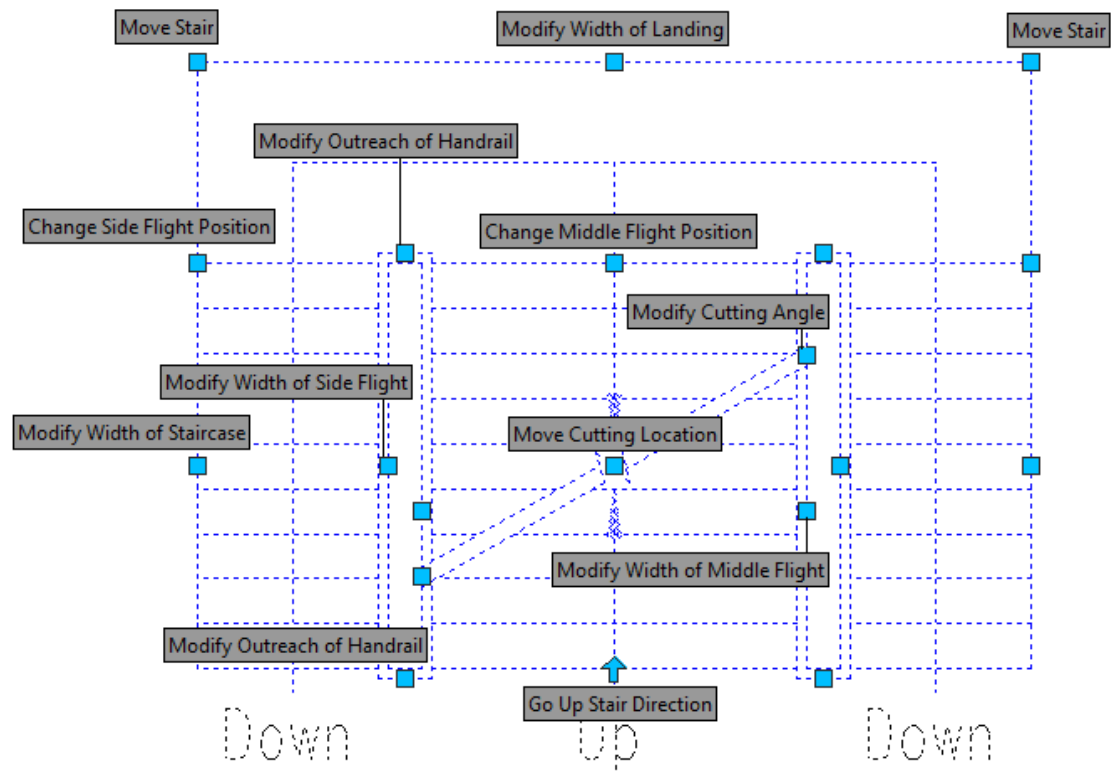 Move Stair
Modify Width of Landing
Move Stair
Modify Outreach of Handrail
Change Side Flight Position
Change Middle Flight Position
Modify Cutting Angle
Modify Width of Side Flight
Modify Width of Staircase
Move Cutting Location
Modify Width of Middle Flight
Modify Outreach of Handrail
Go Up Stair Direction
Down
Up
Down